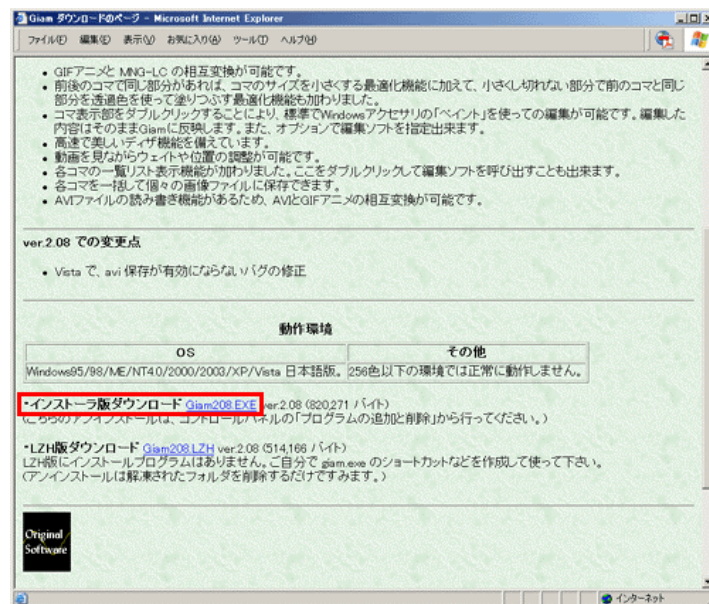 Giam ダウンロードのページ - Microsoft Internet Explorer
ファイル(F) 編集(E) 表示(V) お気に入り(A) ツール(T) ヘルプ(H)
• GIFアニメと MNG-LC の相互変換が可能です。
• 前後のコマで同じ部分があれば、コマのサイズを小さくする最適化機能に加えて、小さくし切れない部分で前のコマと同じ
部分を透過色を使って塗りつぶす最適化機能も加わりました。
• コマ表示部をダブルクリックすることにより、標準でWindowsアクセサリの「ペイント」を使っての編集が可能です。編集した
内容はそのままGiamに反映します。また、オプションで編集ソフトを指定出来ます。
• 高速で美しいディザ機能を備えています。
• 動画を見ながらウェイトや位置の調整が可能です。
• 各コマの一覧リスト表示機能が加わりました。ここをダブルクリックして編集ソフトを呼び出すことも出来ます。
• 各コマを一括して個々の画像ファイルに保存できます。
• AVIファイルの読み書き機能があるため、AVIとGIFアニメの相互変換が可能です。
ver.2.08 での変更点
• Vista で、avi 保存が有効にならないバグの修正
動作環境
OS その他
Windows95/98/ME/NT4.0/2000/2003/XP/Vista 日本語版。 256色以下の環境では正常に動作しません。
・インストーラ版ダウンロード Giam208.EXE ver.2.08 (820,271 バイト)
(こちらのアンインストールは、コントロールパネルの「プログラムの追加と削除」から行ってください。)
・LZH版ダウンロード Giam208.LZH ver.2.08 (514,166 バイト)
LZH版にインストールプログラムはありません。ご自分で giam.exe のショートカットなどを作成して使って下さい。
(アンインストールは解凍されたフォルダを削除するだけですみます。)
Original
Software
インターネット